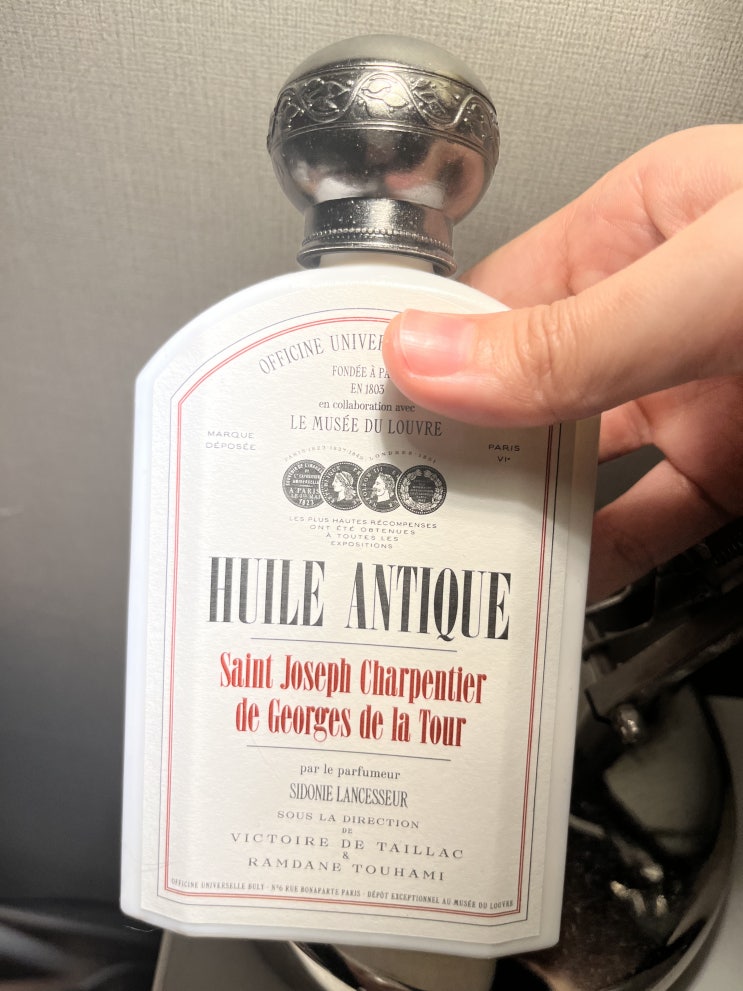 OFFICINE UNIVER
FONDÉE À PA
EN 1803
en collaboration avec
LE MUSÉE DU LOUVRE
MARQUE
DÉPOSÉE
PARIS
VIᵉ
LES PLUS HAUTES RÉCOMPENSES
ONT ÉTÉ OBTENUES
À TOUTES LES
EXPOSITIONS
HUILE ANTIQUE
Saint Joseph Charpentier
de Georges de la Tour
par le parfumeur
SIDONIE LANCESSEUR
SOUS LA DIRECTION
DE
VICTOIRE DE TAILLAC
&
RAMDANE TOUHAMI
OFFICINE UNIVERSELLE BULY · Nº6 RUE BONAPARTE PARIS · DÉPÔT EXCEPTIONNEL AU MUSÉE DU LOUVRE